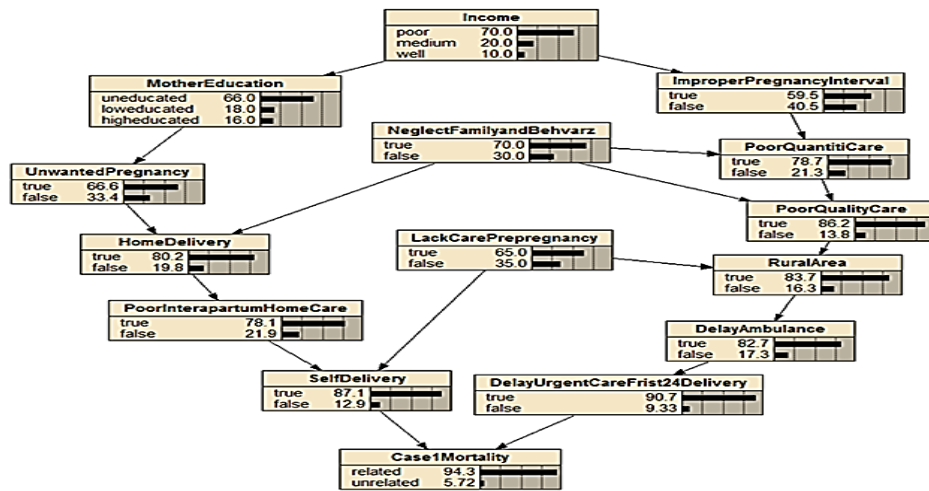 Income
poor 70.0
medium 20.0
well 10.0
MotherEducation
uneducated 66.0
loweducated 18.0
higheducated 16.0
ImproperPregnancyInterval
true 59.5
false 40.5
NeglectFamilyandBehvarz
true 70.0
false 30.0
PoorQuantitiCare
true 78.7
false 21.3
UnwantedPregnancy
true 66.6
false 33.4
PoorQualityCare
true 86.2
false 13.8
HomeDelivery
true 80.2
false 19.8
LackCarePrepregnancy
true 65.0
false 35.0
RuralArea
true 83.7
false 16.3
PoorInterapartumHomeCare
true 78.1
false 21.9
DelayAmbulance
true 82.7
false 17.3
SelfDelivery
true 87.1
false 12.9
DelayUrgentCareFrist24Delivery
true 90.7
false 9.33
Case1Mortality
related 94.3
unrelated 5.72